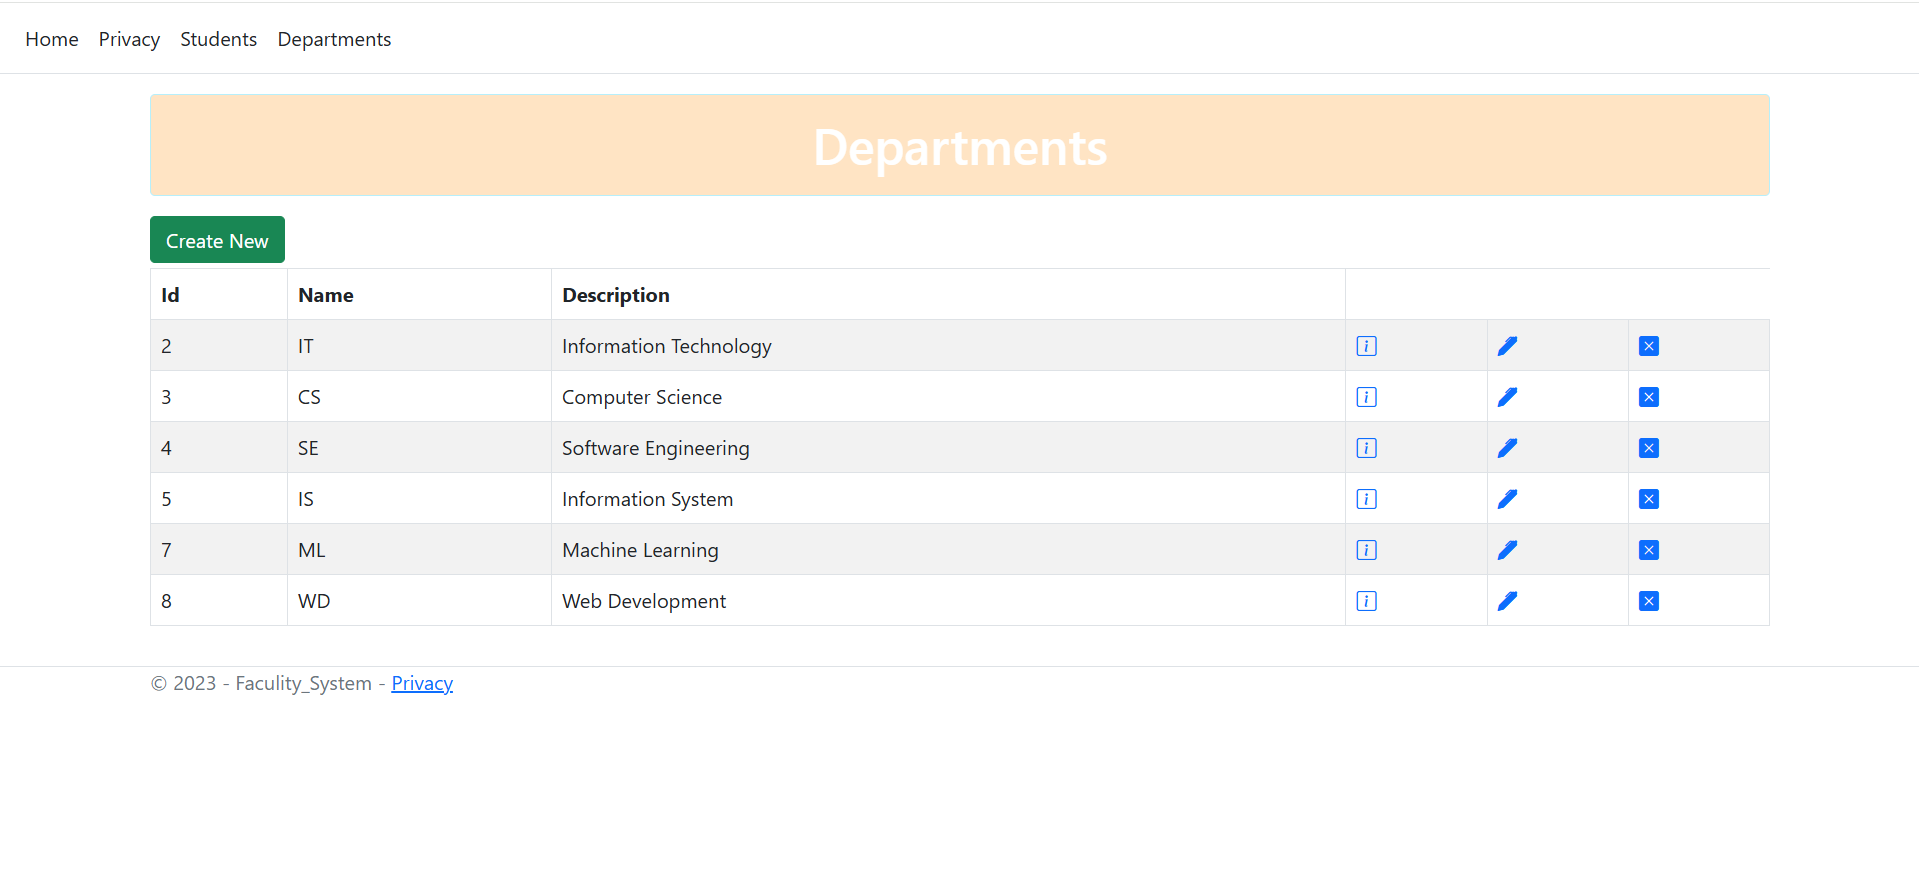 Home Privacy Students Departments
Departments
Create New
Id Name Description
2 IT Information Technology
3 CS Computer Science
4 SE Software Engineering
5 IS Information System
7 ML Machine Learning
8 WD Web Development
© 2023 - Faculity_System - Privacy